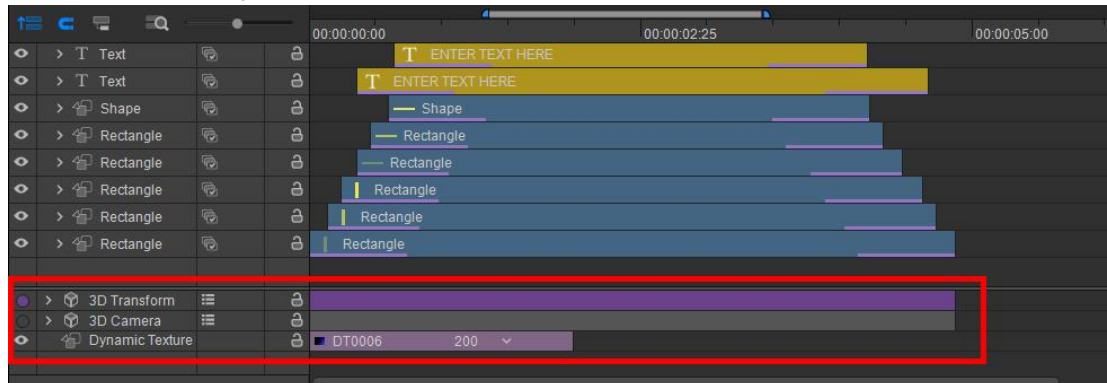 00:00:00:00 00:00:02:25 00:00:05:00
T Text T ENTER TEXT HERE
T Text T ENTER TEXT HERE
Shape Shape
Rectangle Rectangle
Rectangle Rectangle
Rectangle Rectangle
Rectangle Rectangle
Rectangle Rectangle
3D Transform
3D Camera
Dynamic Texture DT0006 200